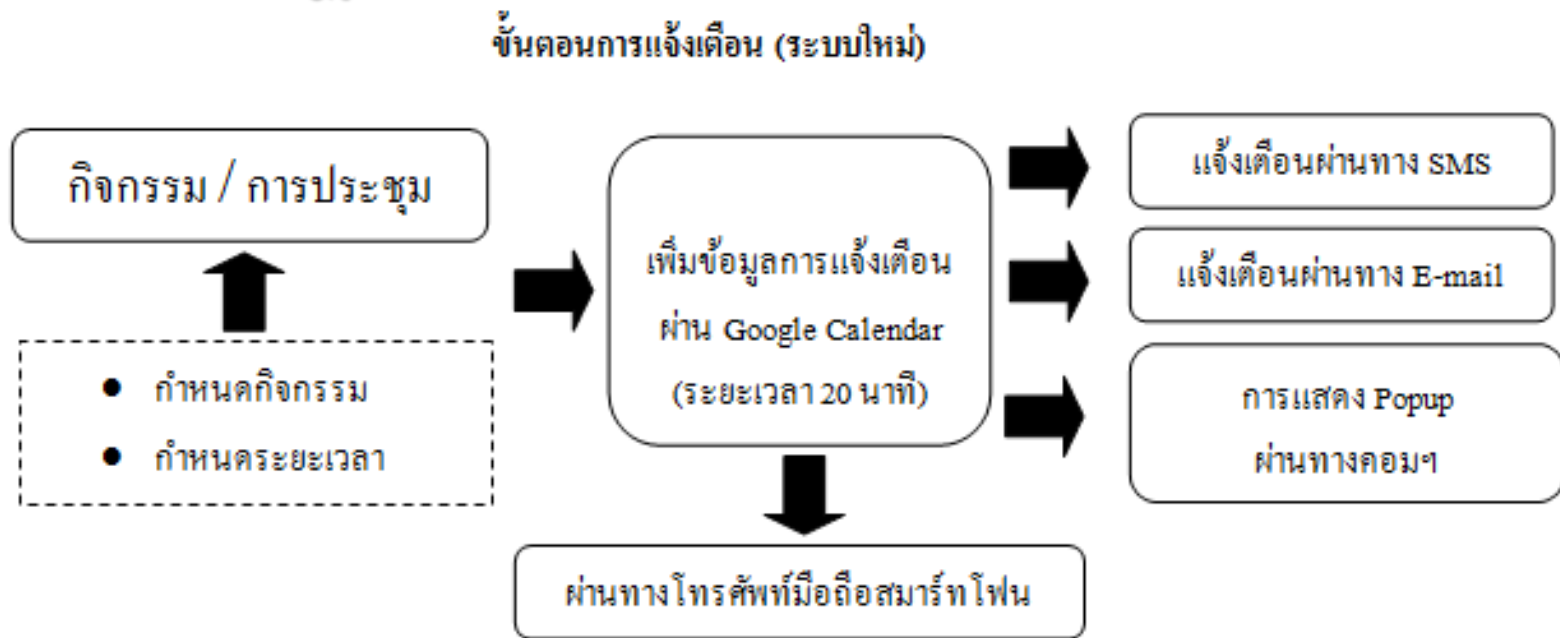 ขั้นตอนการแจ้งเตือน (ระบบใหม่)
กิจกรรม / การประชุม
● กำหนดกิจกรรม
● กำหนดระยะเวลา
เพิ่มข้อมูลการแจ้งเตือน
ผ่าน Google Calendar
(ระยะเวลา 20 นาที)
แจ้งเตือนผ่านทาง SMS
แจ้งเตือนผ่านทาง E-mail
การแสดง Popup
ผ่านทางคอมฯ
ผ่านทางโทรศัพท์มือถือสมาร์ทโฟน